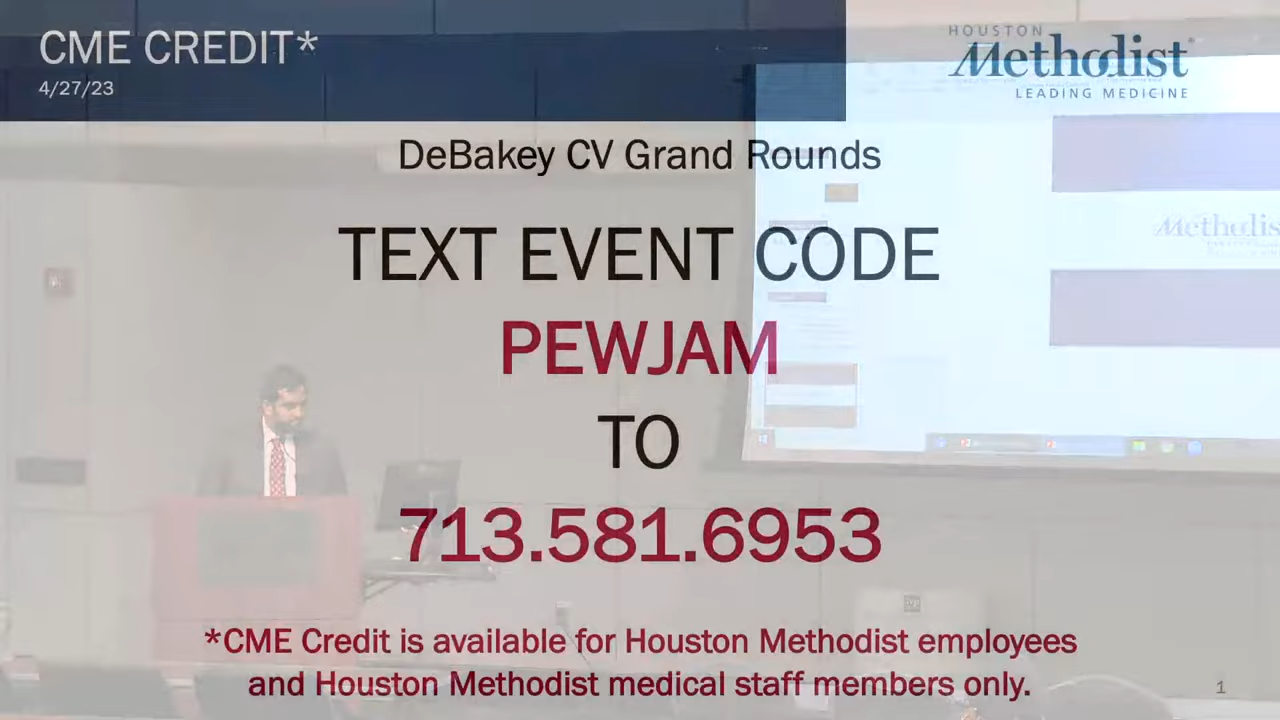 CME CREDIT*
4/27/23
HOUSTON
Methodist
LEADING MEDICINE
DeBakey CV Grand Rounds
TEXT EVENT CODE
PEWJAM
TO
713.581.6953
Methodis
*CME Credit is available for Houston Methodist employees
and Houston Methodist medical staff members only.
1